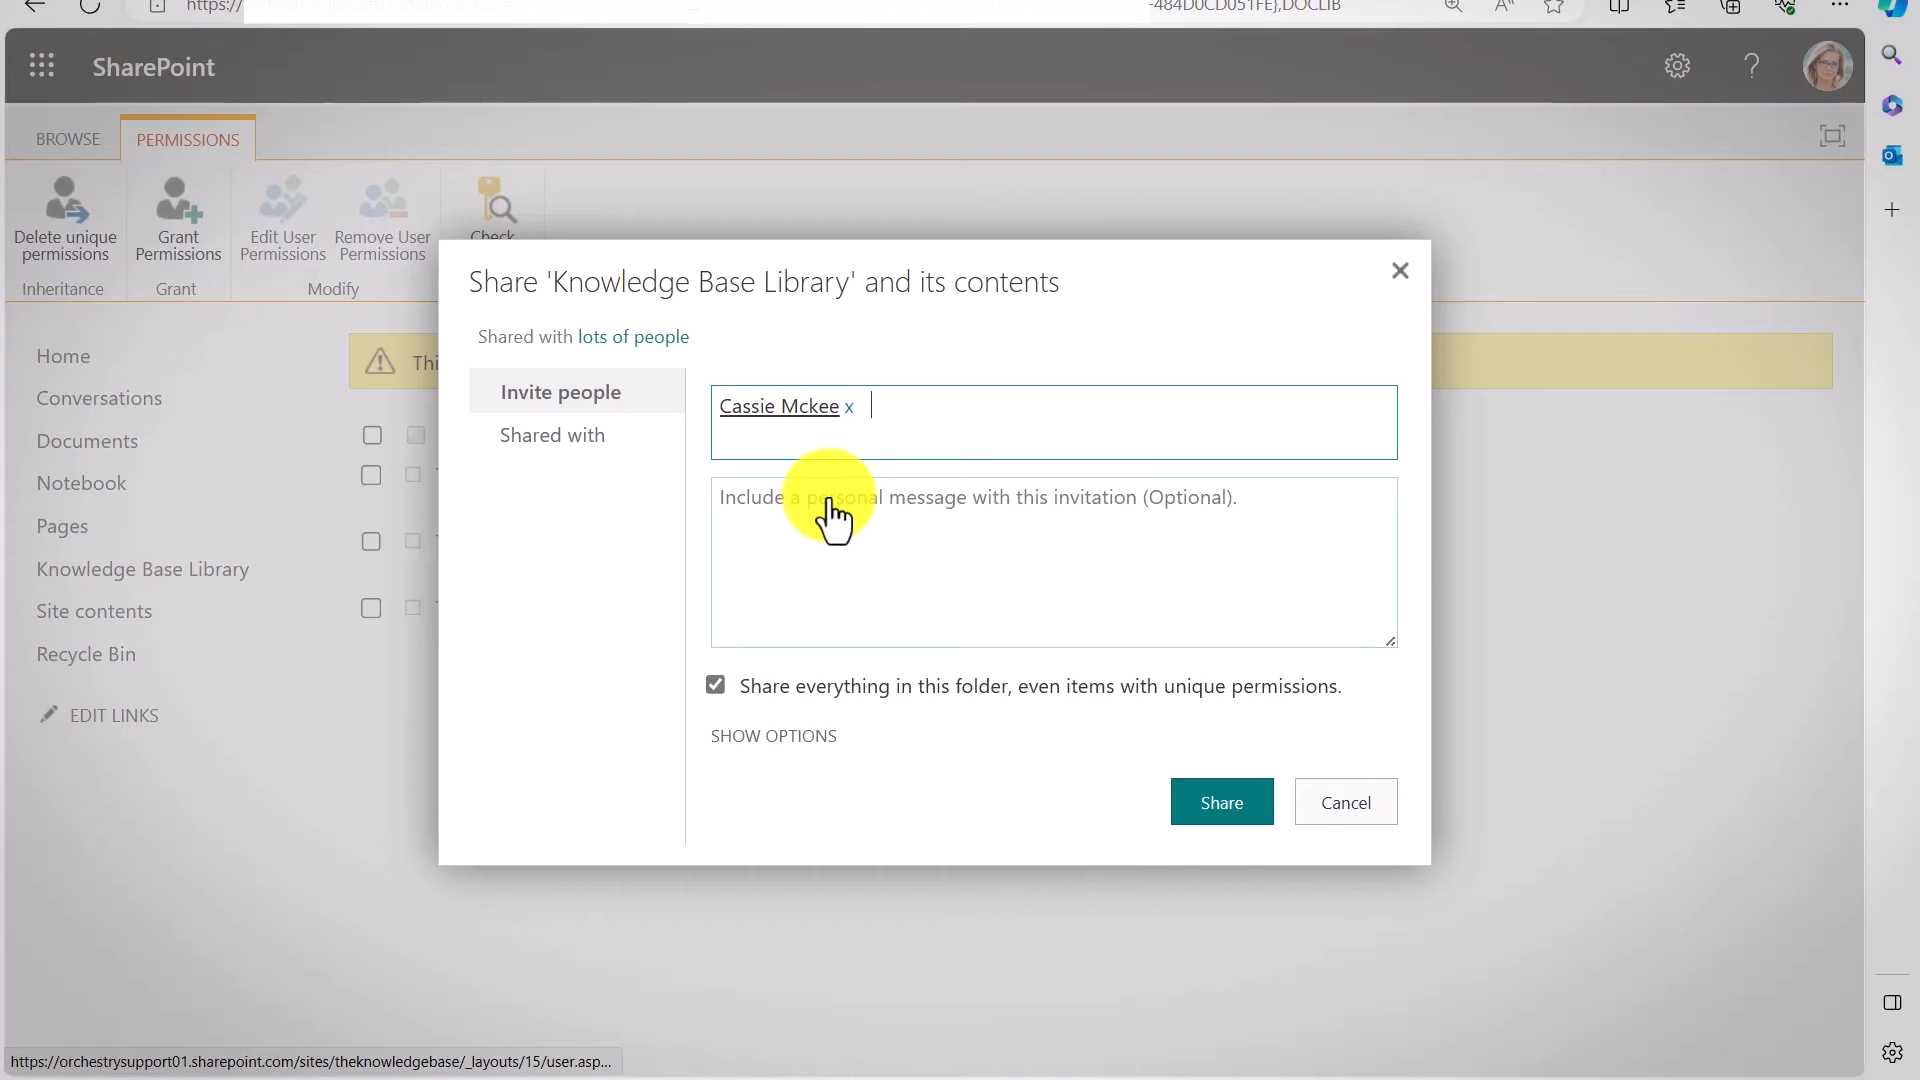 https://
-484D0CD051FE},DOCLIB
SharePoint
BROWSE
PERMISSIONS
Delete unique
permissions
Grant
Permissions
Edit User
Permissions
Remove User
Permissions
Check
Inheritance
Grant
Modify
Home
Conversations
Documents
Notebook
Pages
Knowledge Base Library
Site contents
Recycle Bin
EDIT LINKS
Thi
Share 'Knowledge Base Library' and its contents
Shared with lots of people
Invite people
Shared with
Cassie Mckee x
Include a personal message with this invitation (Optional).
Share everything in this folder, even items with unique permissions.
SHOW OPTIONS
Share
Cancel
https://orchestrysupport01.sharepoint.com/sites/theknowledgebase/_layouts/15/user.asp...